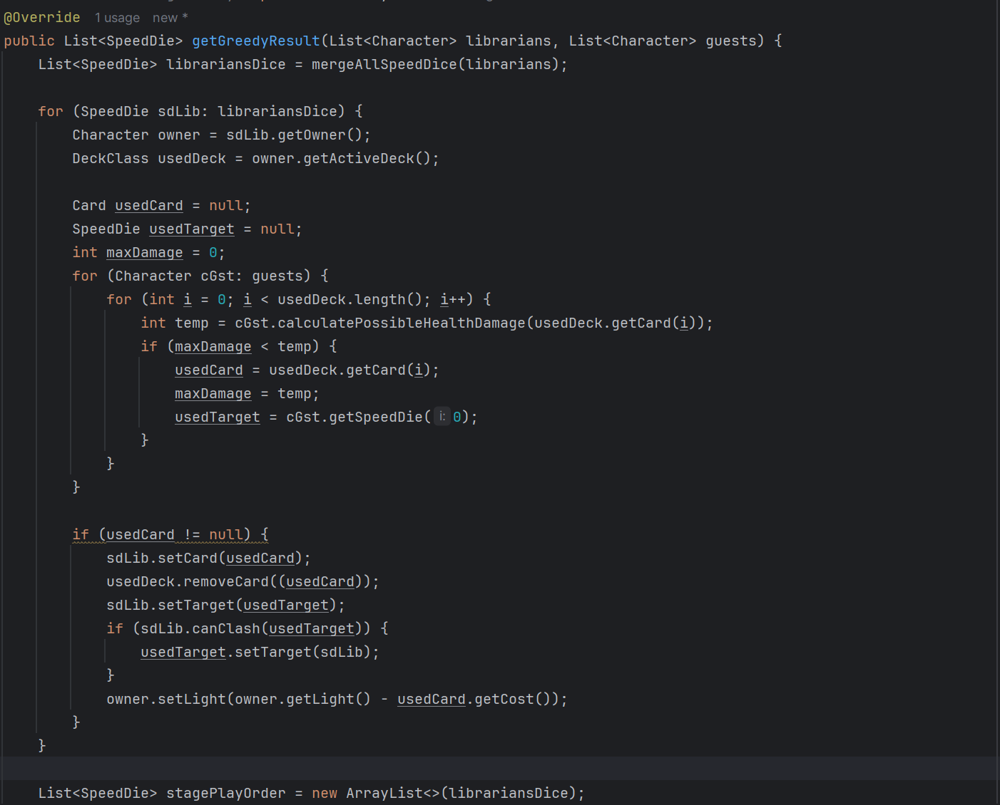 @Override 1 usage new *
public List<SpeedDie> getGreedyResult(List<Character> librarians, List<Character> guests) {
    List<SpeedDie> librariansDice = mergeAllSpeedDice(librarians);

    for (SpeedDie sdLib: librariansDice) {
        Character owner = sdLib.getOwner();
        DeckClass usedDeck = owner.getActiveDeck();

        Card usedCard = null;
        SpeedDie usedTarget = null;
        int maxDamage = 0;
        for (Character cGst: guests) {
            for (int i = 0; i < usedDeck.length(); i++) {
                int temp = cGst.calculatePossibleHealthDamage(usedDeck.getCard(i));
                if (maxDamage < temp) {
                    usedCard = usedDeck.getCard(i);
                    maxDamage = temp;
                    usedTarget = cGst.getSpeedDie( i: 0);
                }
            }
        }

        if (usedCard != null) {
            sdLib.setCard(usedCard);
            usedDeck.removeCard((usedCard));
            sdLib.setTarget(usedTarget);
            if (sdLib.canClash(usedTarget)) {
                usedTarget.setTarget(sdLib);
            }
            owner.setLight(owner.getLight() - usedCard.getCost());
        }
    }

    List<SpeedDie> stagePlayOrder = new ArrayList<>(librariansDice);